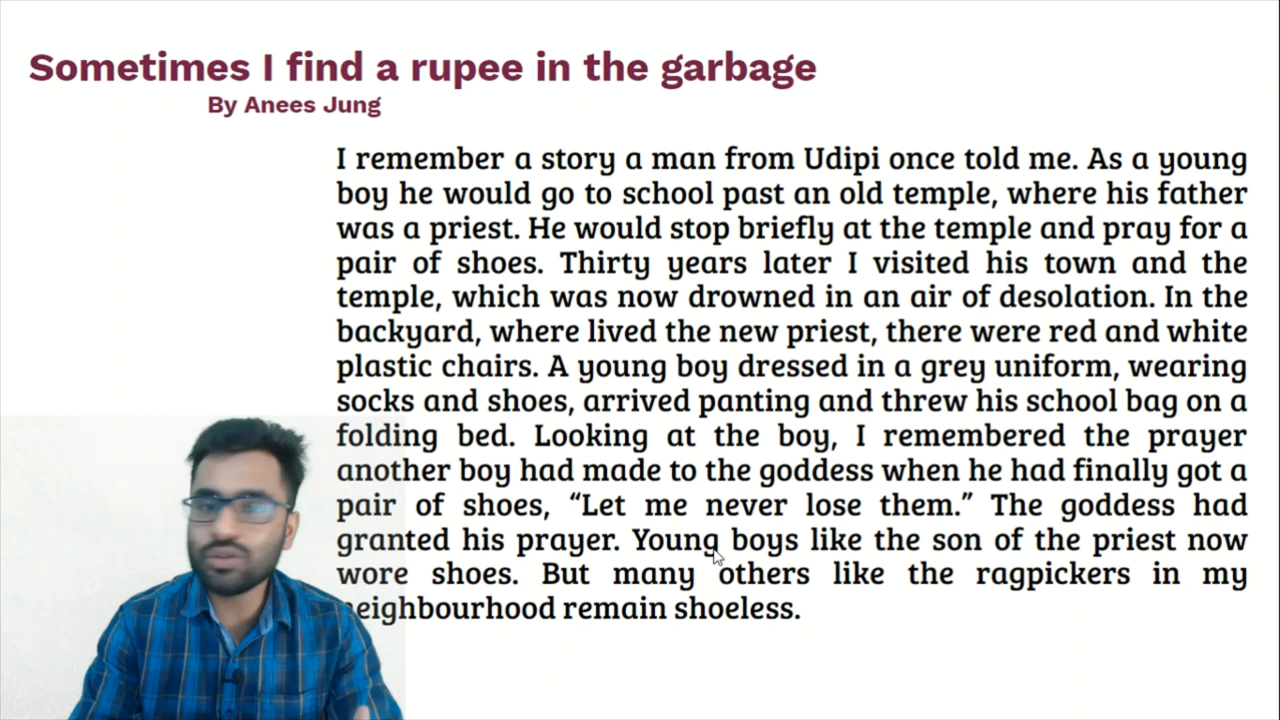 Sometimes I find a rupee in the garbage
By Anees Jung
I remember a story a man from Udipi once told me. As a young
boy he would go to school past an old temple, where his father
was a priest. He would stop briefly at the temple and pray for a
pair of shoes. Thirty years later I visited his town and the
temple, which was now drowned in an air of desolation. In the
backyard, where lived the new priest, there were red and white
plastic chairs. A young boy dressed in a grey uniform, wearing
socks and shoes, arrived panting and threw his school bag on a
folding bed. Looking at the boy, I remembered the prayer
another boy had made to the goddess when he had finally got a
pair of shoes, “Let me never lose them.” The goddess had
granted his prayer. Young boys like the son of the priest now
wore shoes. But many others like the ragpickers in my
neighbourhood remain shoeless.